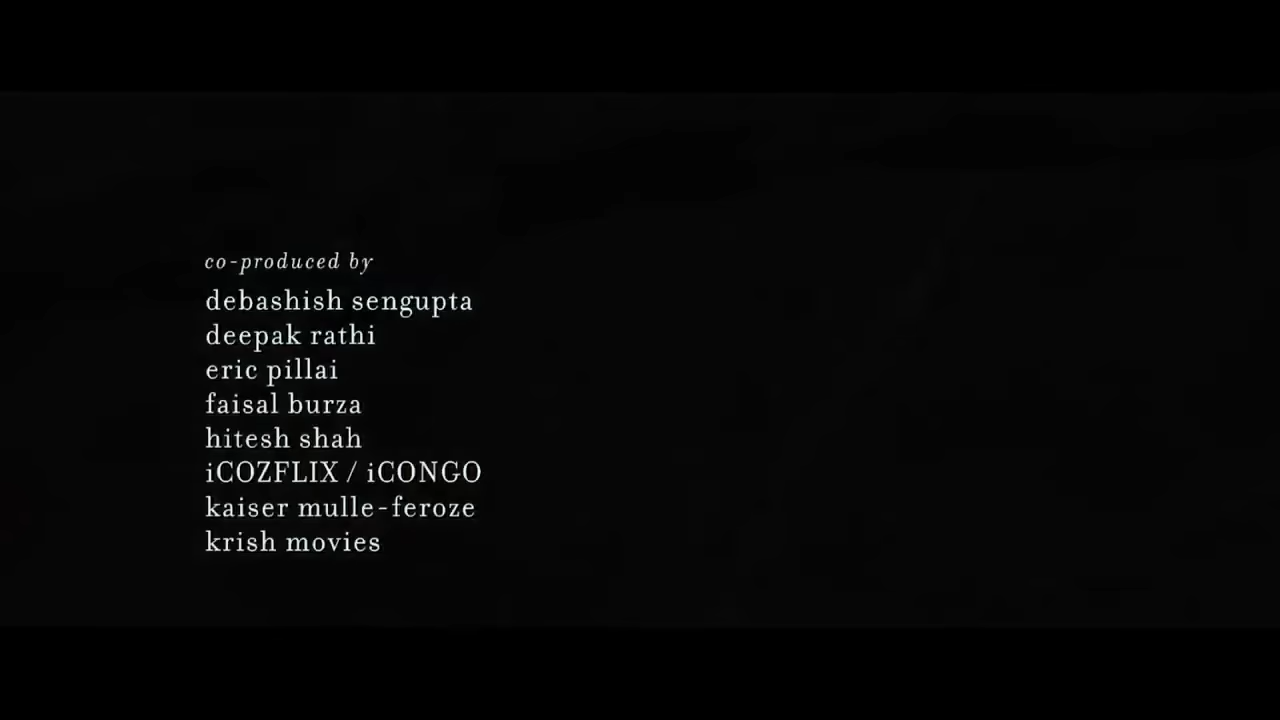 co-produced by
debashish sengupta
deepak rathi
eric pillai
faisal burza
hitesh shah
iCOZFLIX / iCONGO
kaiser mulle-feroze
krish movies